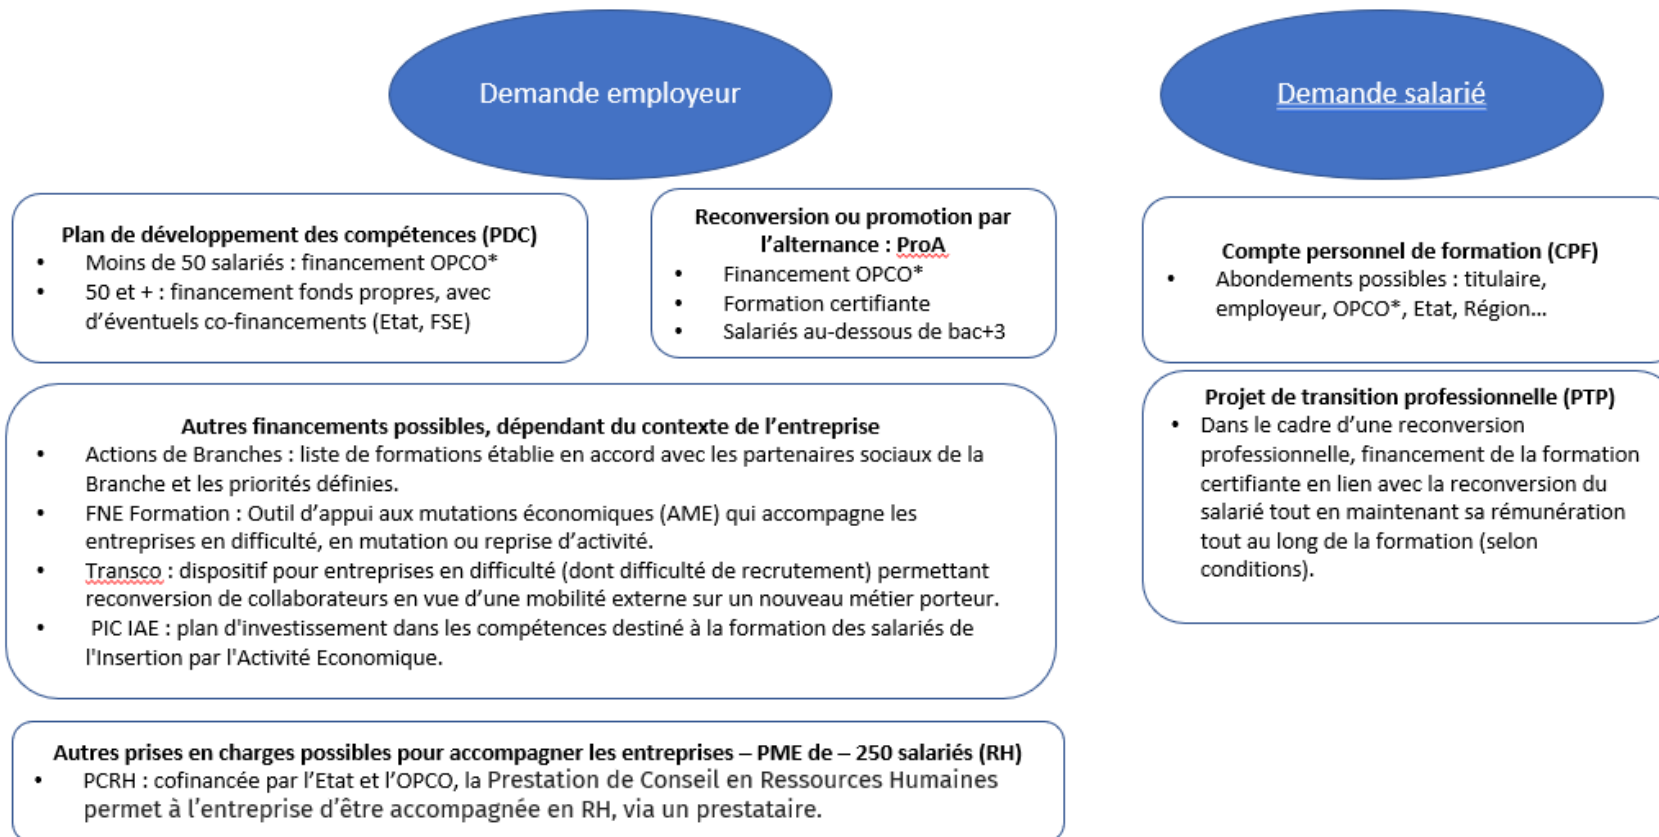 Demande employeur
Demande salarié
Plan de développement des compétences (PDC)
• Moins de 50 salariés : financement OPCO*
• 50 et + : financement fonds propres, avec
d’éventuels co-financements (Etat, FSE)
Reconversion ou promotion par
l’alternance : ProA
• Financement OPCO*
• Formation certifiante
• Salariés au-dessous de bac+3
Compte personnel de formation (CPF)
• Abondements possibles : titulaire,
employeur, OPCO*, Etat, Région...
Autres financements possibles, dépendant du contexte de l’entreprise
• Actions de Branches : liste de formations établie en accord avec les partenaires sociaux de la
Branche et les priorités définies.
• FNE Formation : Outil d’appui aux mutations économiques (AME) qui accompagne les
entreprises en difficulté, en mutation ou reprise d’activité.
• Transco : dispositif pour entreprises en difficulté (dont difficulté de recrutement) permettant
reconversion de collaborateurs en vue d’une mobilité externe sur un nouveau métier porteur.
• PIC IAE : plan d'investissement dans les compétences destiné à la formation des salariés de
l'Insertion par l'Activité Economique.
Projet de transition professionnelle (PTP)
• Dans le cadre d’une reconversion
professionnelle, financement de la formation
certifiante en lien avec la reconversion du
salarié tout en maintenant sa rémunération
tout au long de la formation (selon
conditions).
Autres prises en charges possibles pour accompagner les entreprises – PME de – 250 salariés (RH)
• PCRH : cofinancée par l’Etat et l’OPCO, la Prestation de Conseil en Ressources Humaines
permet à l’entreprise d’être accompagnée en RH, via un prestataire.